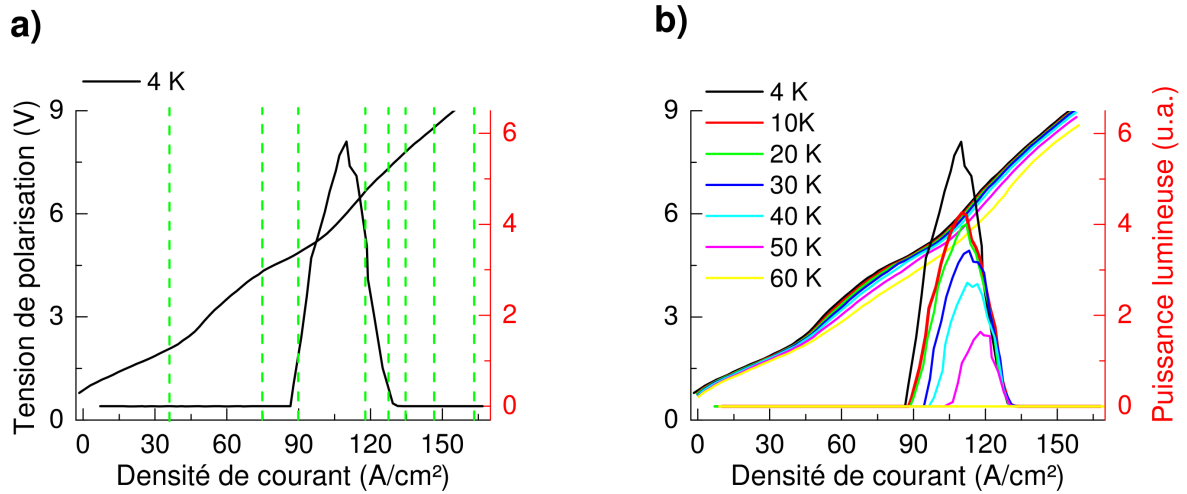 a)
4 K
Tension de polarisation (V)
9
6
3
0
6
4
2
0
0 30 60 90 120 150
Densité de courant (A/cm²)
b)
4 K
10K
20 K
30 K
40 K
50 K
60 K
9
6
3
0
6
4
2
0
Puissance lumineuse (u.a.)
0 30 60 90 120 150
Densité de courant (A/cm²)